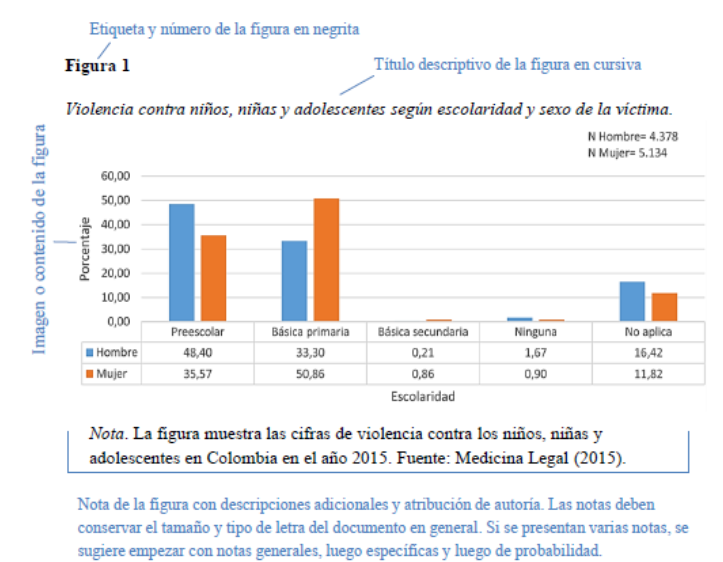 Etiqueta y número de la figura en negrita
Figura 1
Título descriptivo de la figura en cursiva
Violencia contra niños, niñas y adolescentes según escolaridad y sexo de la víctima.
N Hombre= 4.378
N Mujer= 5.134
Imagen o contenido de la figura
Porcentaje
60,00
50,00
40,00
30,00
20,00
10,00
0,00
Preescolar Básica primaria Básica secundaria Ninguna No aplica
Hombre 48,40 33,30 0,21 1,67 16,42
Mujer 35,57 50,86 0,86 0,90 11,82
Escolaridad
Nota. La figura muestra las cifras de violencia contra los niños, niñas y
adolescentes en Colombia en el año 2015. Fuente: Medicina Legal (2015).
Nota de la figura con descripciones adicionales y atribución de autoría. Las notas deben
conservar el tamaño y tipo de letra del documento en general. Si se presentan varias notas, se
sugiere empezar con notas generales, luego específicas y luego de probabilidad.